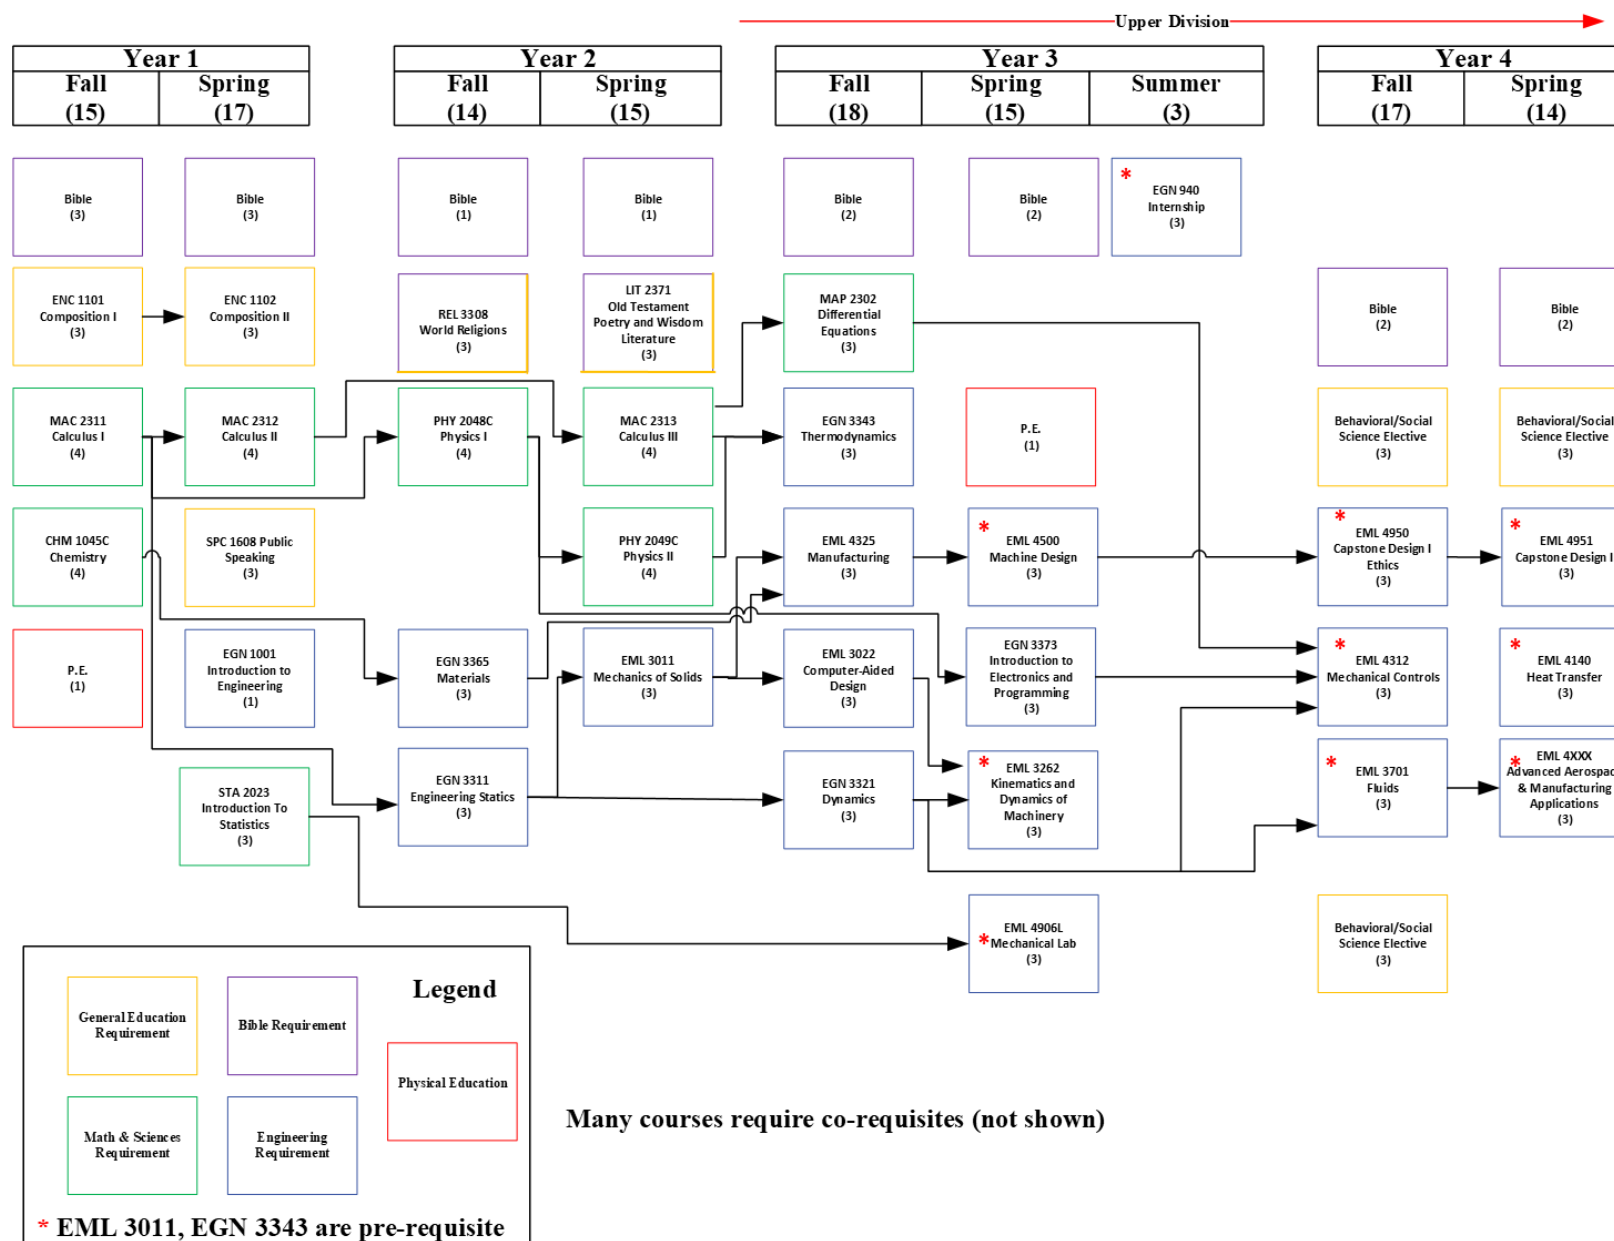 Upper Division
Year 1
Fall
(15)
Spring
(17)
Year 2
Fall
(14)
Spring
(15)
Year 3
Fall
(18)
Spring
(15)
Summer
(3)
Year 4
Fall
(17)
Spring
(14)
Bible
(3)
Bible
(3)
Bible
(1)
Bible
(1)
Bible
(2)
Bible
(2)
*
EGN 940
Internship
(3)
ENC 1101
Composition I
(3)
ENC 1102
Composition II
(3)
REL 3308
World Religions
(3)
LIT 2371
Old Testament
Poetry and Wisdom
Literature
(3)
MAP 2302
Differential
Equations
(3)
Bible
(2)
Bible
(2)
MAC 2311
Calculus I
(4)
MAC 2312
Calculus II
(4)
PHY 2048C
Physics I
(4)
MAC 2313
Calculus III
(4)
EGN 3343
Thermodynamics
(3)
P.E.
(1)
Behavioral/Social
Science Elective
(3)
Behavioral/Social
Science Elective
(3)
CHM 1045C
Chemistry
(4)
SPC 1608 Public
Speaking
(3)
PHY 2049C
Physics II
(4)
EML 4325
Manufacturing
(3)
*
EML 4500
Machine Design
(3)
*
EML 4950
Capstone Design I
Ethics
(3)
*
EML 4951
Capstone Design I
(3)
P.E.
(1)
EGN 1001
Introduction to
Engineering
(1)
EGN 3365
Materials
(3)
EML 3011
Mechanics of Solids
(3)
EML 3022
Computer-Aided
Design
(3)
EGN 3373
Introduction to
Electronics and
Programming
(3)
*
EML 4312
Mechanical Controls
(3)
*
EML 4140
Heat Transfer
(3)
STA 2023
Introduction To
Statistics
(3)
EGN 3311
Engineering Statics
(3)
EGN 3321
Dynamics
(3)
*
EML 3262
Kinematics and
Dynamics of
Machinery
(3)
*
EML 3701
Fluids
(3)
*
EML 4XXX
Advanced Aerospac
& Manufacturing
Applications
(3)
*
EML 4906L
Mechanical Lab
(3)
Behavioral/Social
Science Elective
(3)
Legend
General Education
Requirement
Bible Requirement
Physical Education
Math & Sciences
Requirement
Engineering
Requirement
* EML 3011, EGN 3343 are pre-requisite
Many courses require co-requisites (not shown)